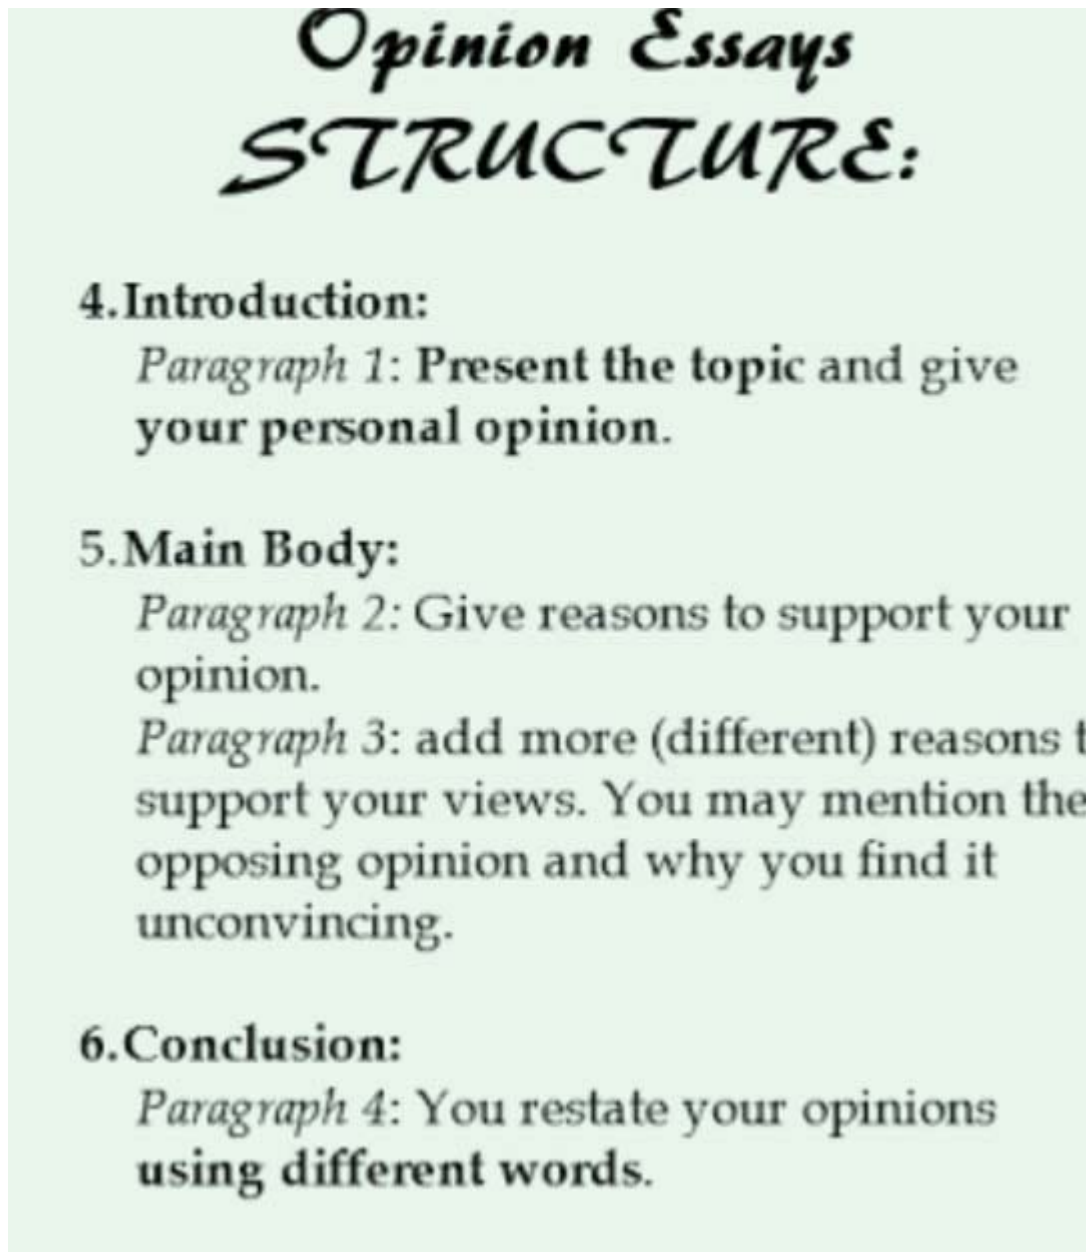 Opinion Essays
STRUCTURE:
4.Introduction:
Paragraph 1: Present the topic and give
your personal opinion.
5.Main Body:
Paragraph 2: Give reasons to support your
opinion.
Paragraph 3: add more (different) reasons t
support your views. You may mention the
opposing opinion and why you find it
unconvincing.
6.Conclusion:
Paragraph 4: You restate your opinions
using different words.